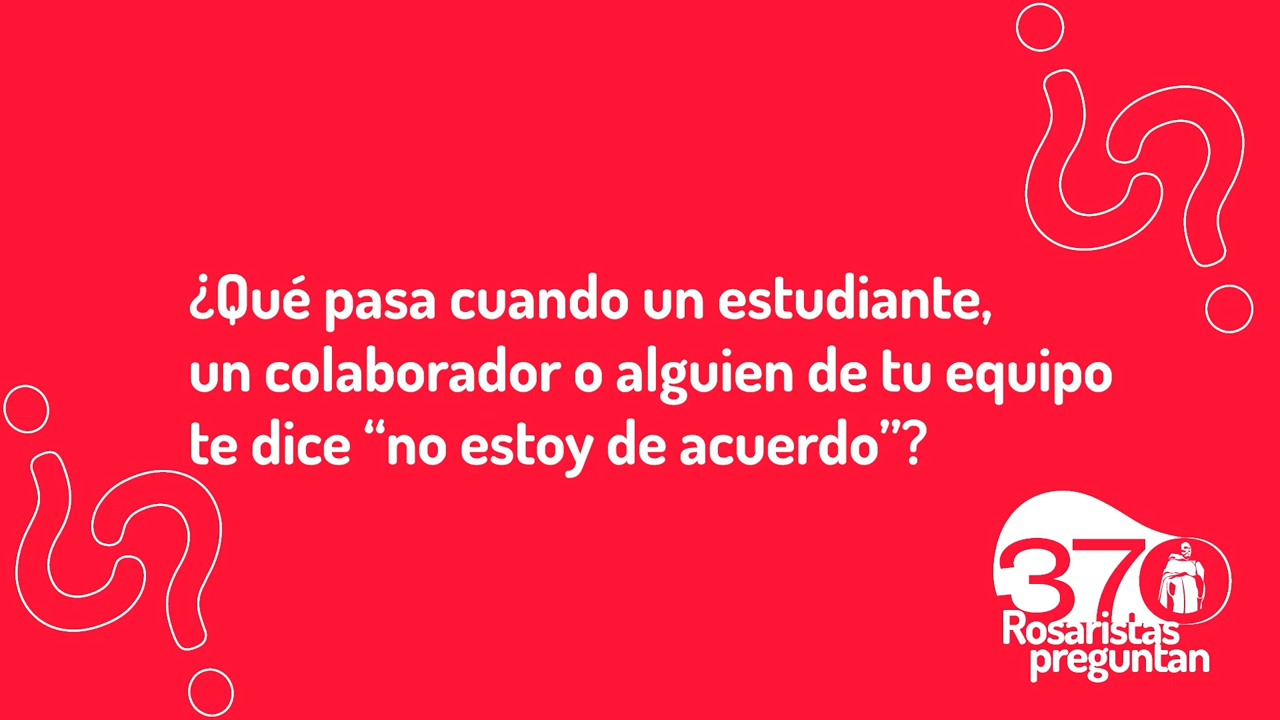 ¿Qué pasa cuando un estudiante,
un colaborador o alguien de tu equipo
te dice “no estoy de acuerdo”?
370
Rosaristas
preguntan